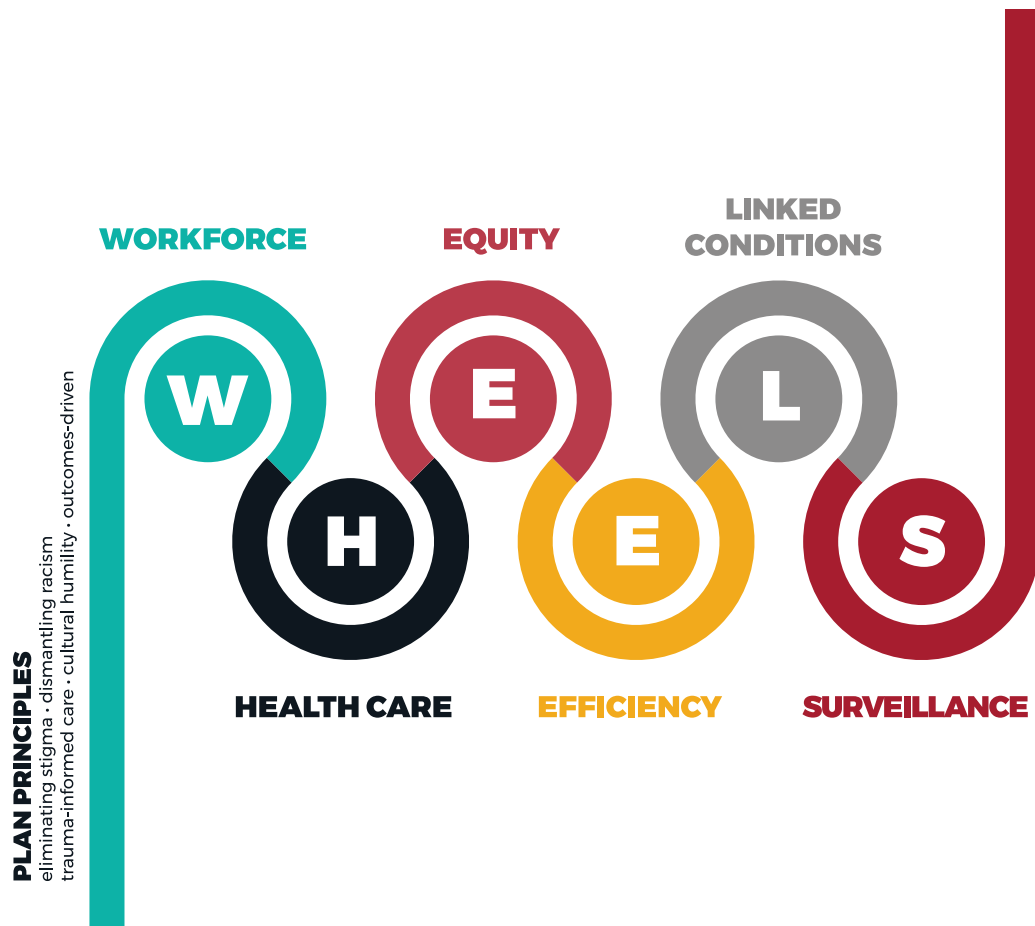 WORKFORCE
EQUITY
LINKED
CONDITIONS
W
E
L
H
E
S
HEALTH CARE
EFFICIENCY
SURVEILLANCE
PLAN PRINCIPLES
eliminating stigma · dismantling racism
trauma-informed care · cultural humility · outcomes-driven